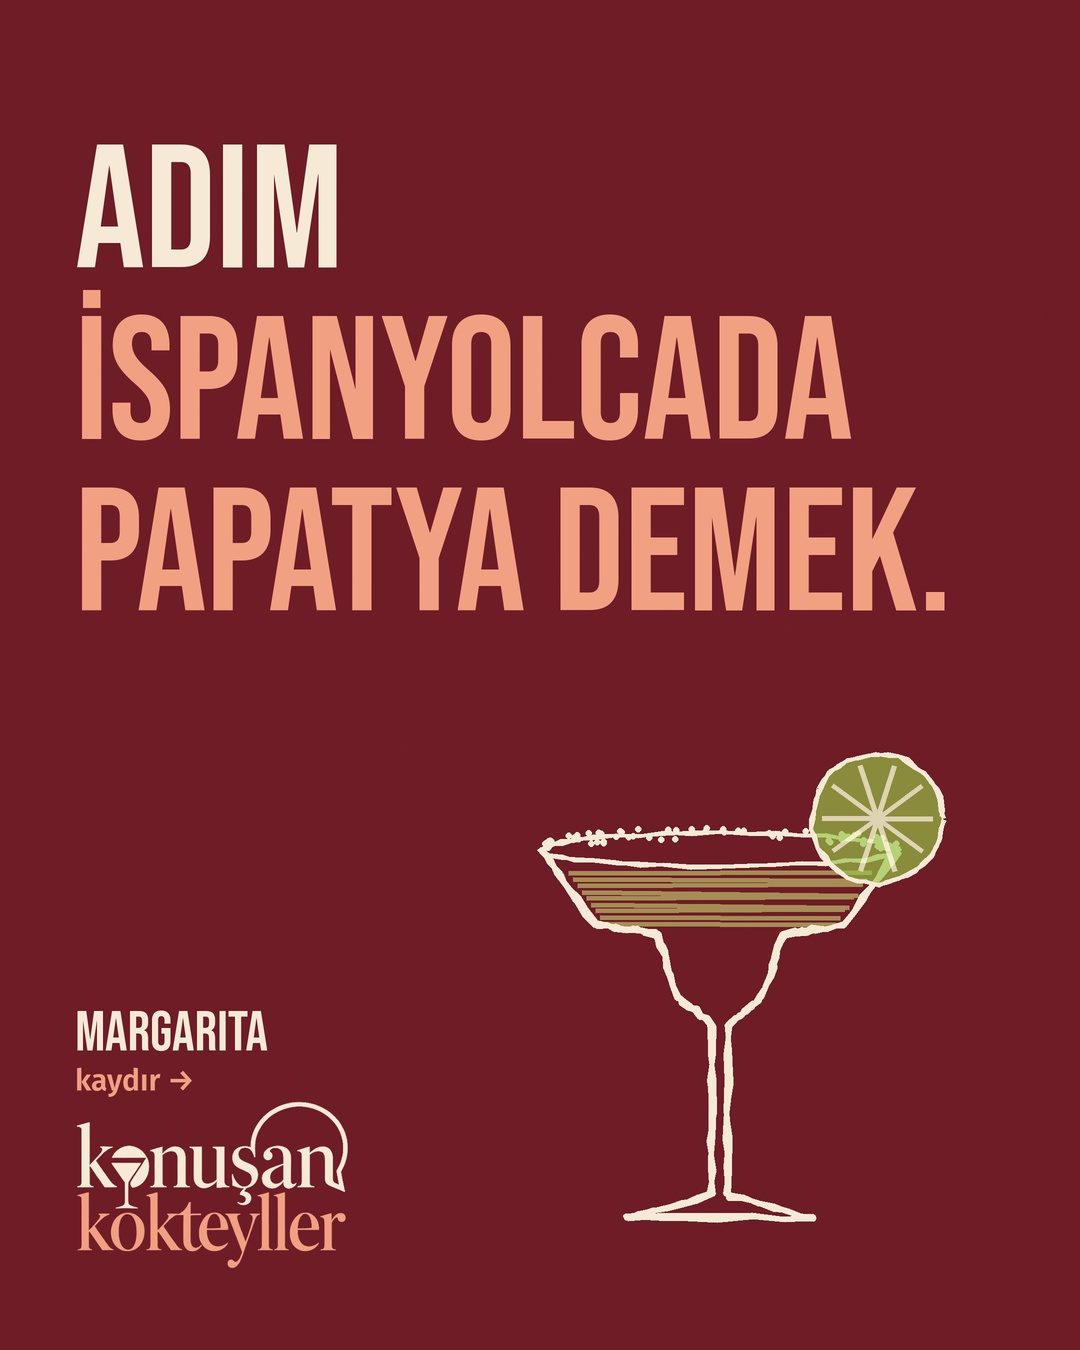 ADIM
İSPANYOLCADA
PAPATYA DEMEK.
MARGARITA
kaydır →
konuşan
kokteyller